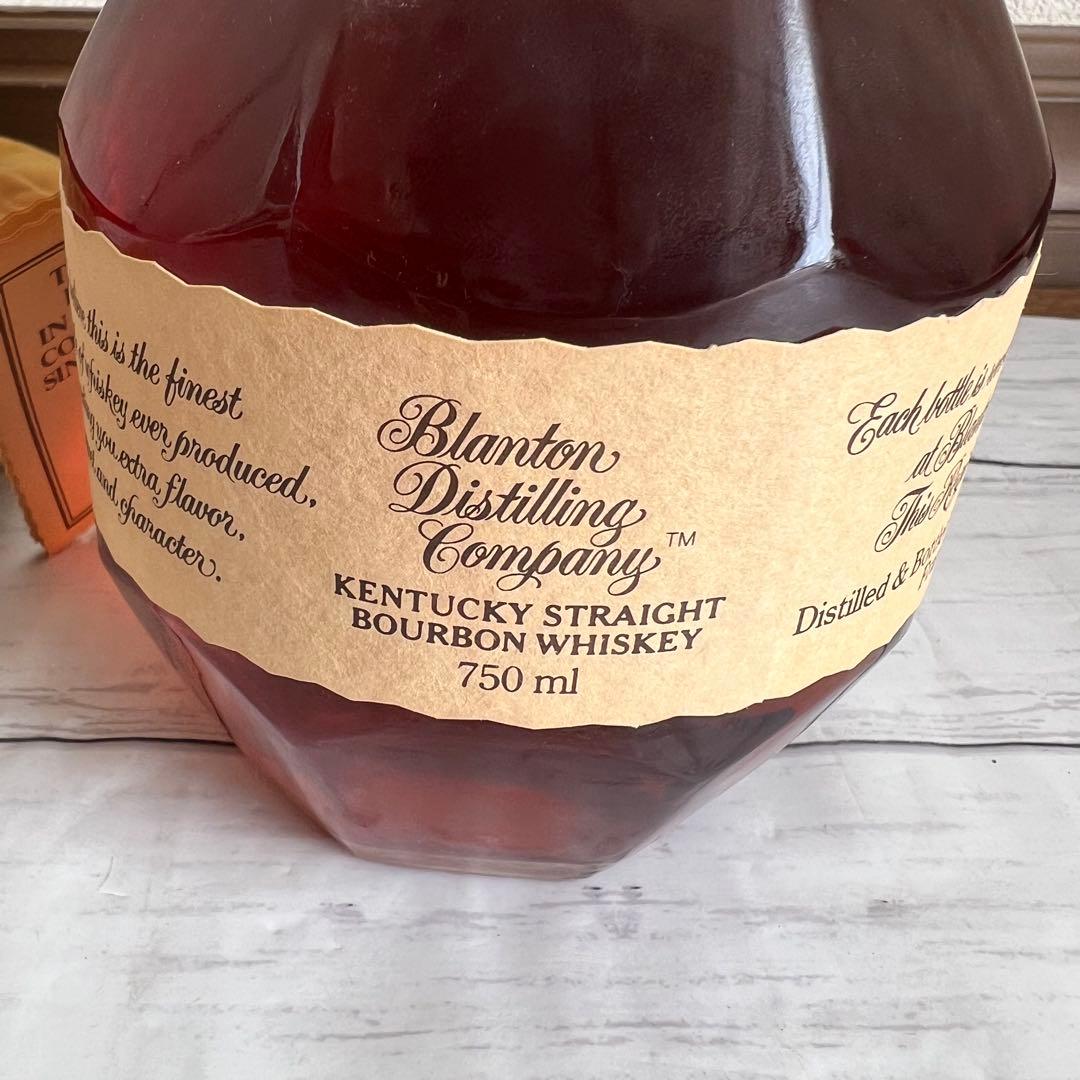 this is the finest
whiskey ever produced,
you extra flavor,
and character.
Blanton
Distilling
Company™
KENTUCKY STRAIGHT
BOURBON WHISKEY
750 ml
Each bottle is
at
This
Distilled &
IN